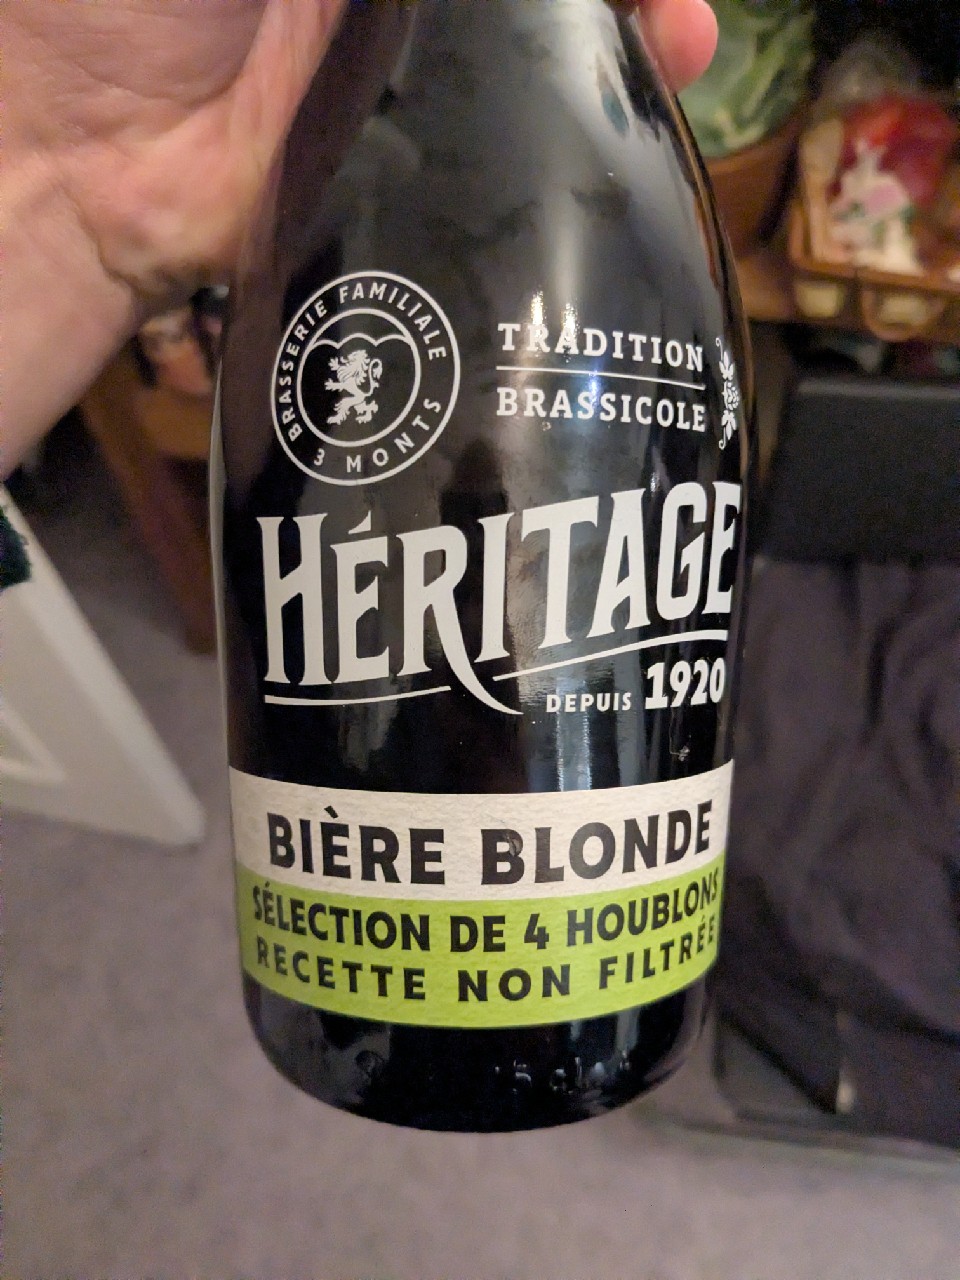 BRASSERIE FAMILIALE
3 MONTS
TRADITION
BRASSICOLE
HÉRITAGE
DEPUIS 1920
BIÈRE BLONDE
SÉLECTION DE 4 HOUBLONS
RECETTE NON FILTRÉE